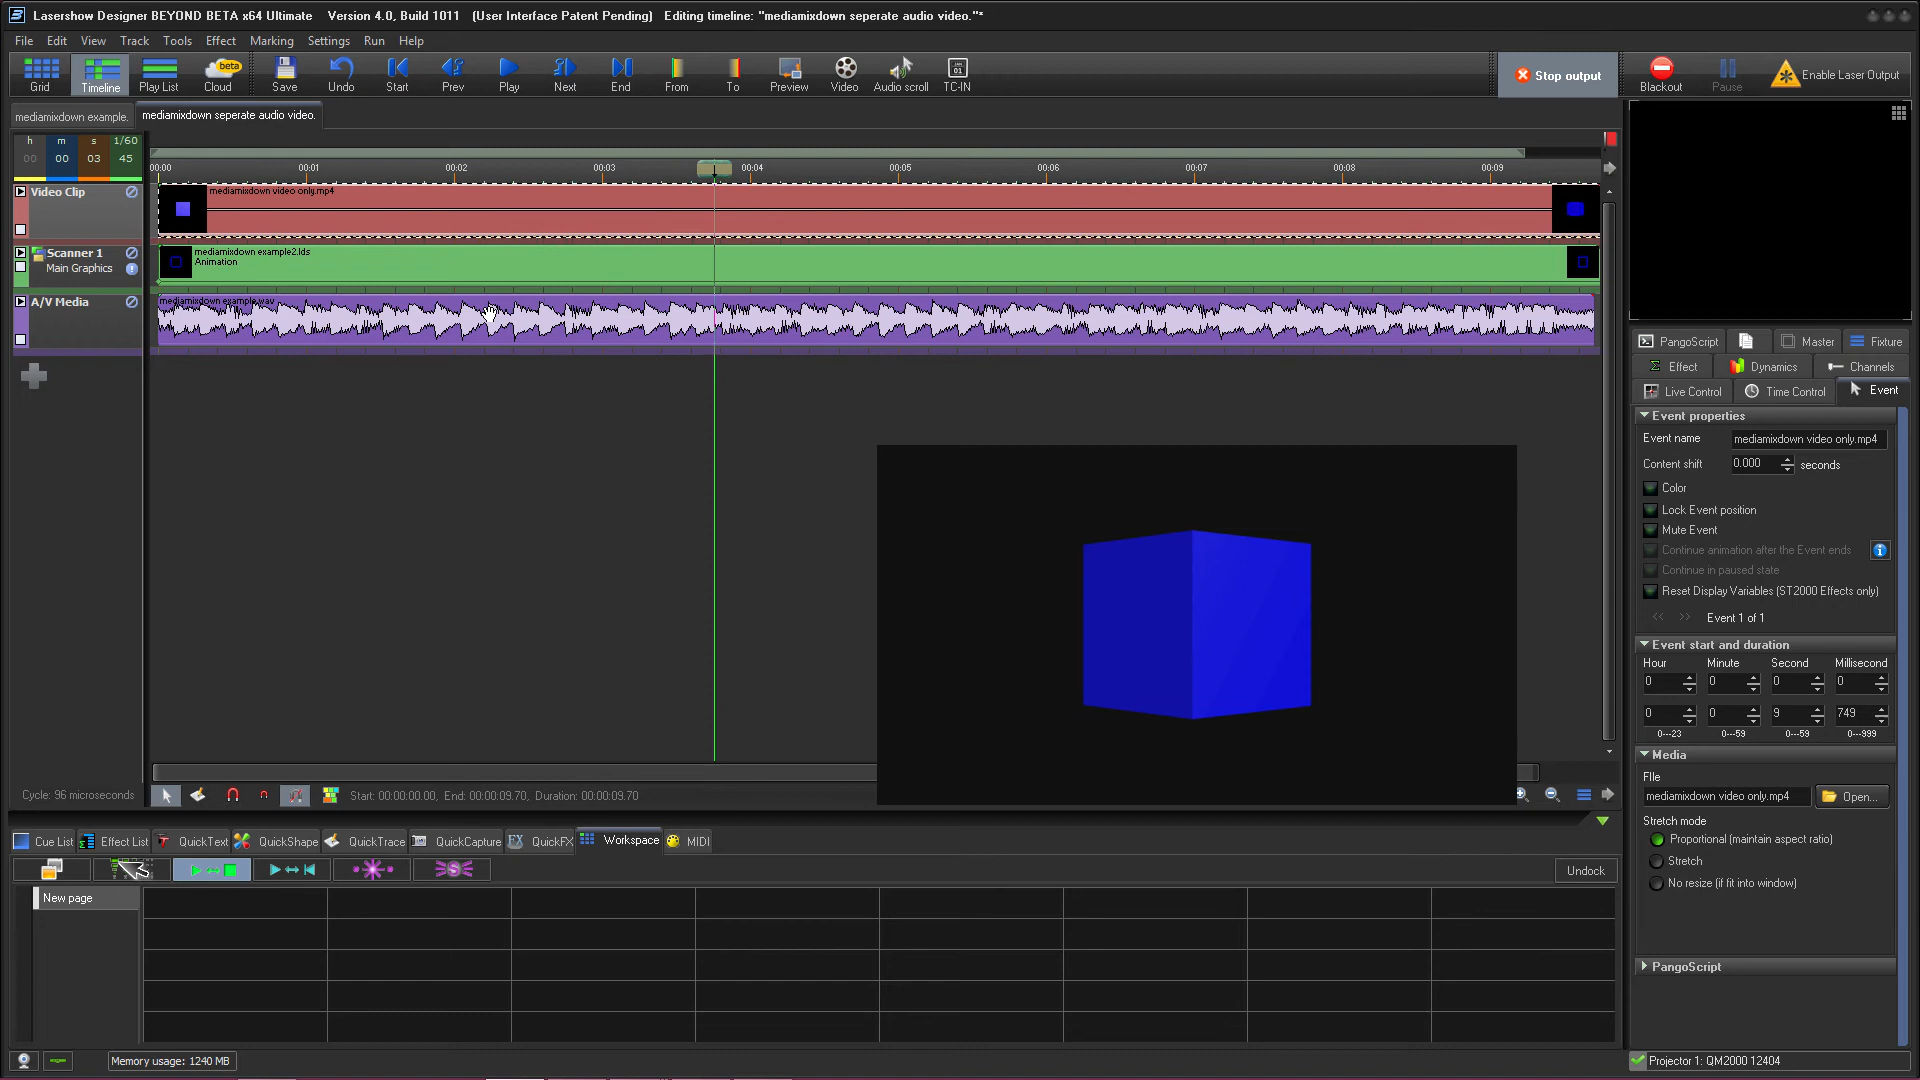 Lasershow Designer BEYOND BETA x64 Ultimate Version 4.0, Build 1011 (User Interface Patent Pending) Editing timeline: "mediamixdown seperate audio video."*
File Edit View Track Tools Effect Marking Settings Run Help
beta
Grid Timeline Play List Cloud Save Undo Start Prev Play Next End From To Preview Video Audio scroll TC-IN Stop output Blackout Pause Enable Laser Output
mediamixdown example. mediamixdown seperate audio video.
h m s 1/60
00 00 03 45
00:00 00:01 00:02 00:03 00:04 00:05 00:06 00:07 00:08 00:09
Video Clip
mediamixdown video only.mp4
Scanner 1
Main Graphics
mediamixdown example2.lds
Animation
A/V Media
mediamixdown example.wav
PangoScript Master Fixture
Effect Dynamics Channels
Live Control Time Control Event
Event properties
Event name mediamixdown video only.mp4
Content shift 0.000 seconds
Color
Lock Event position
Mute Event
Continue animation after the Event ends
Continue in paused state
Reset Display Variables (ST2000 Effects only)
<< >> Event 1 of 1
Event start and duration
Hour Minute Second Millisecond
0 0 0 0
0 0 9 749
0---23 0---59 0---59 0---999
Media
File
mediamixdown video only.mp4 Open...
Stretch mode
Proportional (maintain aspect ratio)
Stretch
No resize (if fit into window)
PangoScript
Cycle: 96 microseconds
Start: 00:00:00.00, End: 00:00:09.70, Duration: 00:00:09.70
Cue List Effect List QuickText QuickShape QuickTrace QuickCapture QuickFX Workspace MIDI
Undock
New page
Memory usage: 1240 MB
Projector 1: QM2000 12404